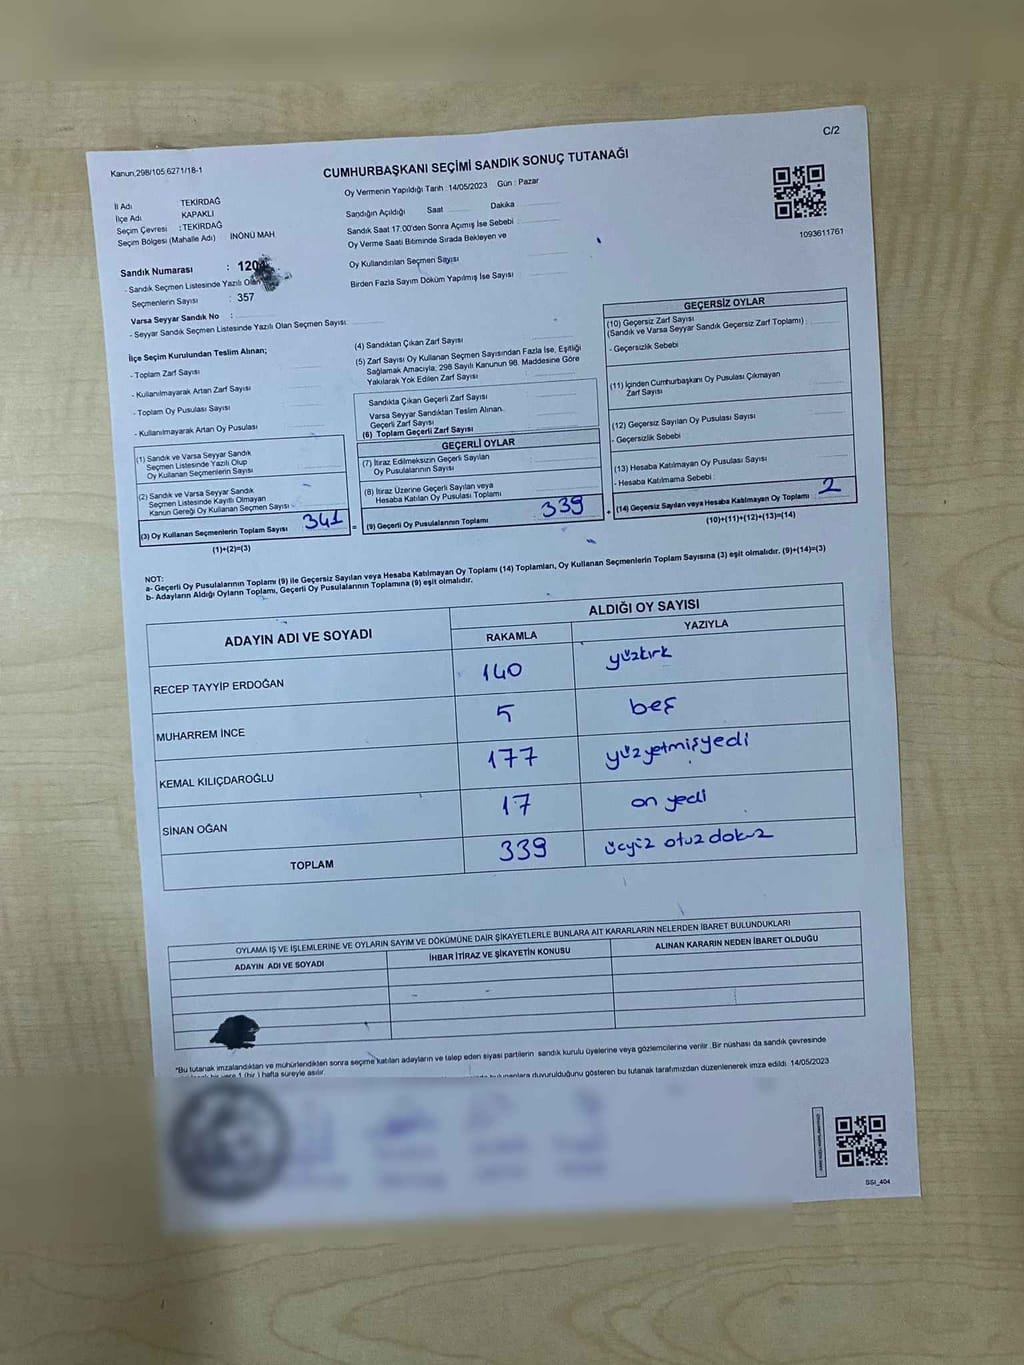 C/2
Kanun,298/105,6271/18-1
CUMHURBAŞKANI SEÇİMİ SANDIK SONUÇ TUTANAĞI
Oy Vermenin Yapıldığı Tarih : 14/05/2023 Gün : Pazar
İl Adı TEKİRDAĞ
İlçe Adı KAPAKLI
Seçim Çevresi : TEKİRDAĞ
Seçim Bölgesi (Mahalle Adı) İNÖNÜ MAH
Sandığın Açıldığı Saat Dakika
Sandık Saat 17.00'den Sonra Açımış İse Sebebi :
Oy Verme Saati Bitiminde Sırada Bekleyen ve
Oy Kullandırılan Seçmen Sayısı
Birden Fazla Sayım Döküm Yapılmış İse Sayısı
1093611761
Sandık Numarası :
- Sandık Seçmen Listesinde Yazılı Olan
Seçmenlerin Sayısı : 357
Varsa Seyyar Sandık No :
- Seyyar Sandık Seçmen Listesinde Yazılı Olan Seçmen Sayısı:
İlçe Seçim Kurulundan Teslim Alınan;
- Toplam Zarf Sayısı
- Kullanılmayarak Artan Zarf Sayısı
- Toplam Oy Pusulası Sayısı
- Kullanılmayarak Artan Oy Pusulası
(4) Sandıktan Çıkan Zarf Sayısı
(5) Zarf Sayısı Oy Kullanan Seçmen Sayısından Fazla İse, Eşitliği
Sağlamak Amacıyla; 298 Sayılı Kanunun 98. Maddesine Göre
Yakılarak Yok Edilen Zarf Sayısı
Sandıkta Çıkan Geçerli Zarf Sayısı
Varsa Seyyar Sandıktan Teslim Alınan
Geçerli Zarf Sayısı
(6) Toplam Geçerli Zarf Sayısı
GEÇERSİZ OYLAR
(10) Geçersiz Zarf Sayısı
(Sandık ve Varsa Seyyar Sandık Geçersiz Zarf Toplamı) :
- Geçersizlik Sebebi
(11) İçinden Cumhurbaşkanı Oy Pusulası Çıkmayan
Zarf Sayısı
(12) Geçersiz Sayılan Oy Pusulası Sayısı
- Geçersizlik Sebebi
(13) Hesaba Katılmayan Oy Pusulası Sayısı
- Hesaba Katılmama Sebebi :
(14) Geçersiz Sayılan veya Hesaba Katılmayan Oy Toplamı 2
(10)+(11)+(12)+(13)=(14)
(1) Sandık ve Varsa Seyyar Sandık
Seçmen Listesinde Yazılı Olup
Oy Kullanan Seçmenlerin Sayısı
(2) Sandık ve Varsa Seyyar Sandık
Seçmen Listesinde Kayıtlı Olmayan
Kanun Gereği Oy Kullanan Seçmen Sayısı
(3) Oy Kullanan Seçmenlerin Toplam Sayısı 341 =
(1)+(2)=(3)
GEÇERLİ OYLAR
(7) İtiraz Edilmeksizin Geçerli Sayılan
Oy Pusulalarının Sayısı
(8) İtiraz Üzerine Geçerli Sayılan veya
Hesaba Katılan Oy Pusulası Toplamı
(9) Geçerli Oy Pusulalarının Toplamı 339 +
NOT:
a- Geçerli Oy Pusulalarının Toplamı (9) ile Geçersiz Sayılan veya Hesaba Katılmayan Oy Toplamı (14) Toplamları, Oy Kullanan Seçmenlerin Toplam Sayısına (3) eşit olmalıdır. (9)+(14)=(3)
b- Adayların Aldığı Oyların Toplamı, Geçerli Oy Pusulalarının Toplamına (9) eşit olmalıdır.
ADAYIN ADI VE SOYADI ALDIĞI OY SAYISI
RAKAMLA YAZIYLA
RECEP TAYYİP ERDOĞAN 140 yüzkırk
MUHARREM İNCE 5 beş
KEMAL KILIÇDAROĞLU 177 yüzyetmişyedi
SİNAN OĞAN 17 on yedi
TOPLAM 339 üçyüz otuz dokuz
OYLAMA İŞ VE İŞLEMLERİNE VE OYLARIN SAYIM VE DÖKÜMÜNE DAİR ŞİKAYETLERLE BUNLARA AİT KARARLARIN NELERDEN İBARET BULUNDUKLARI
ADAYIN ADI VE SOYADI İHBAR İTİRAZ VE ŞİKAYETİN KONUSU ALINAN KARARIN NEDEN İBARET OLDUĞU
*Bu tutanak imzalandıktan ve mühürlendikten sonra seçime katılan adayların ve talep eden siyasi partilerin sandık kurulu üyelerine veya gözlemcilerine verilir. Bir nüshası da sandık çevresinde
1 (bir ) hafta süreyle asılır.
duyurulduğunu gösteren bu tutanak tarafımızdan düzenlenerek imza edildi. 14/05/2023
SSI_404